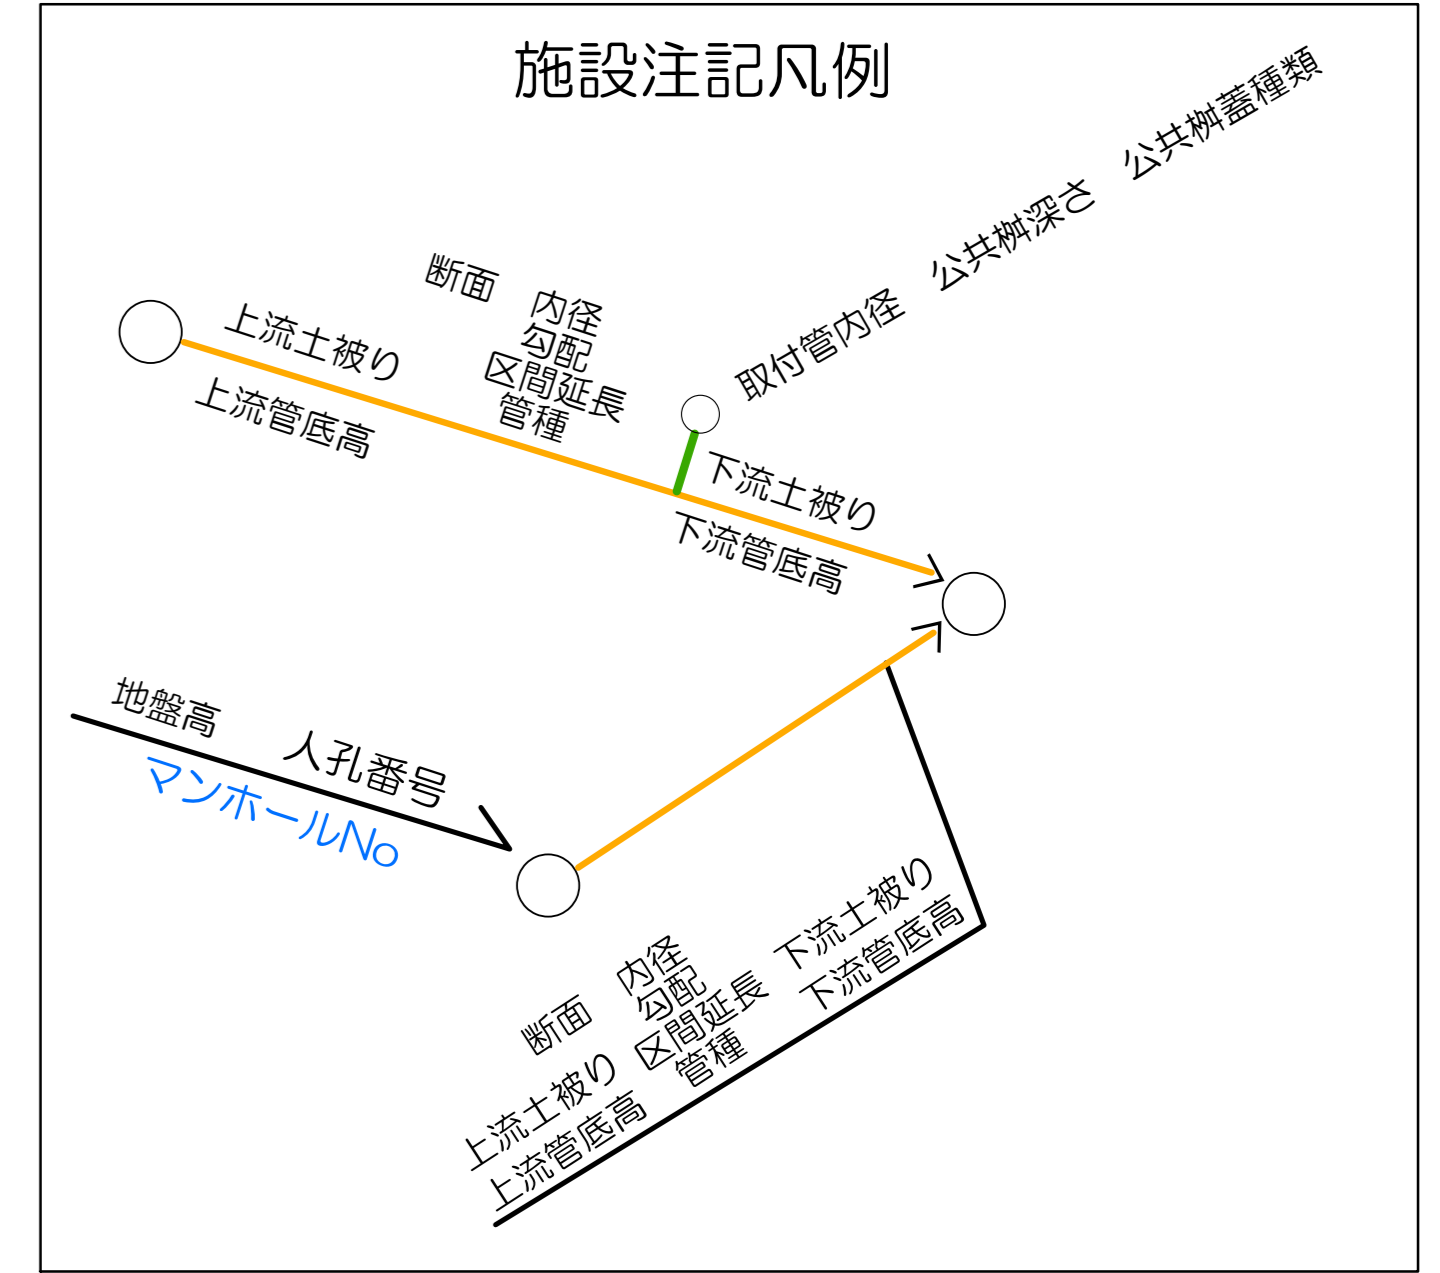 施設注記凡例
取付管内径　公共桝深さ　公共桝蓋種類
断面　内径
勾配
区間延長
管種
上流土被り
上流管底高
下流土被り
下流管底高
地盤高　人孔番号
マンホールNo
断面　内径
勾配
区間延長
管種
上流土被り
上流管底高
下流土被り
下流管底高